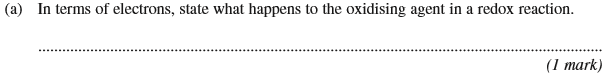 (a) In terms of electrons, state what happens to the oxidising agent in a redox reaction.
................................................................................................................................................
(1 mark)